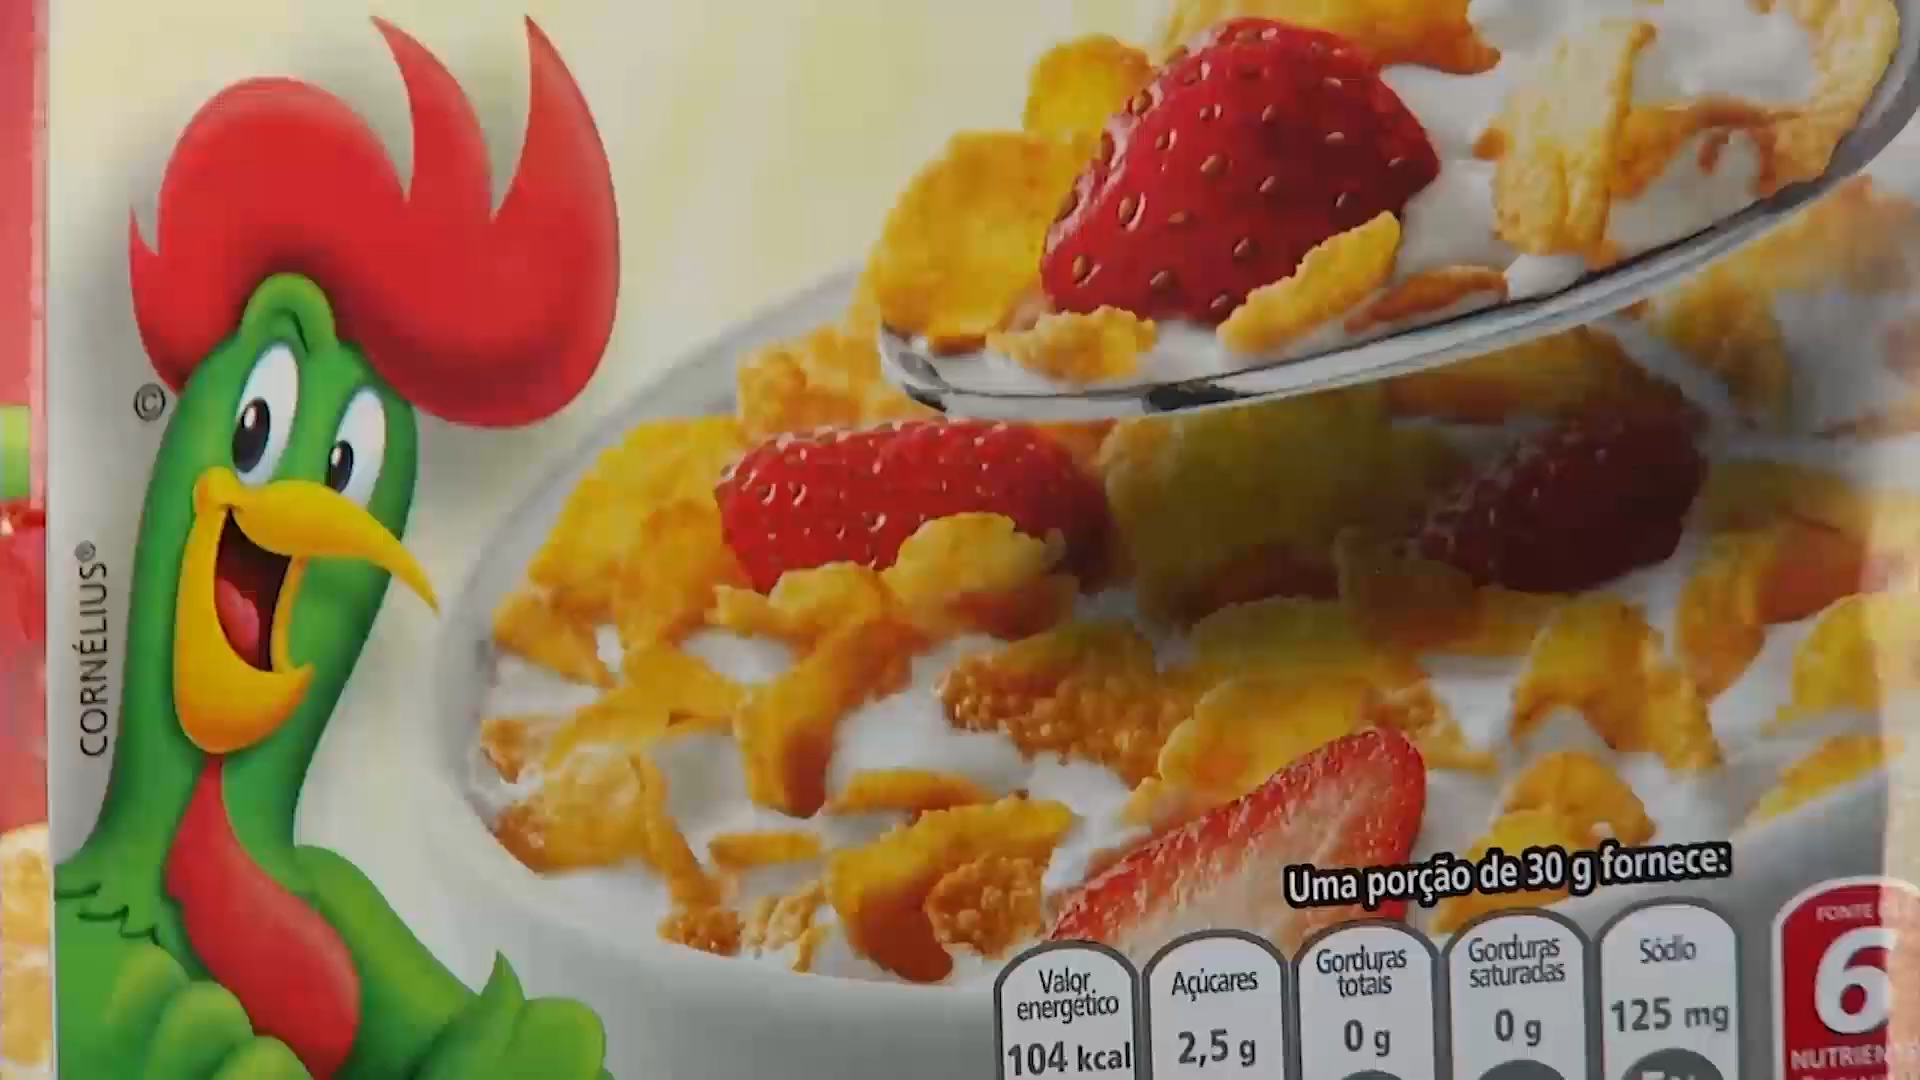 ©
CORNÉLIUS®
Uma porção de 30 g fornece:
Valor
energético
104 kcal
Açúcares
2,5 g
Gorduras
totais
0 g
Gorduras
saturadas
0 g
Sódio
125 mg
FONTE
6